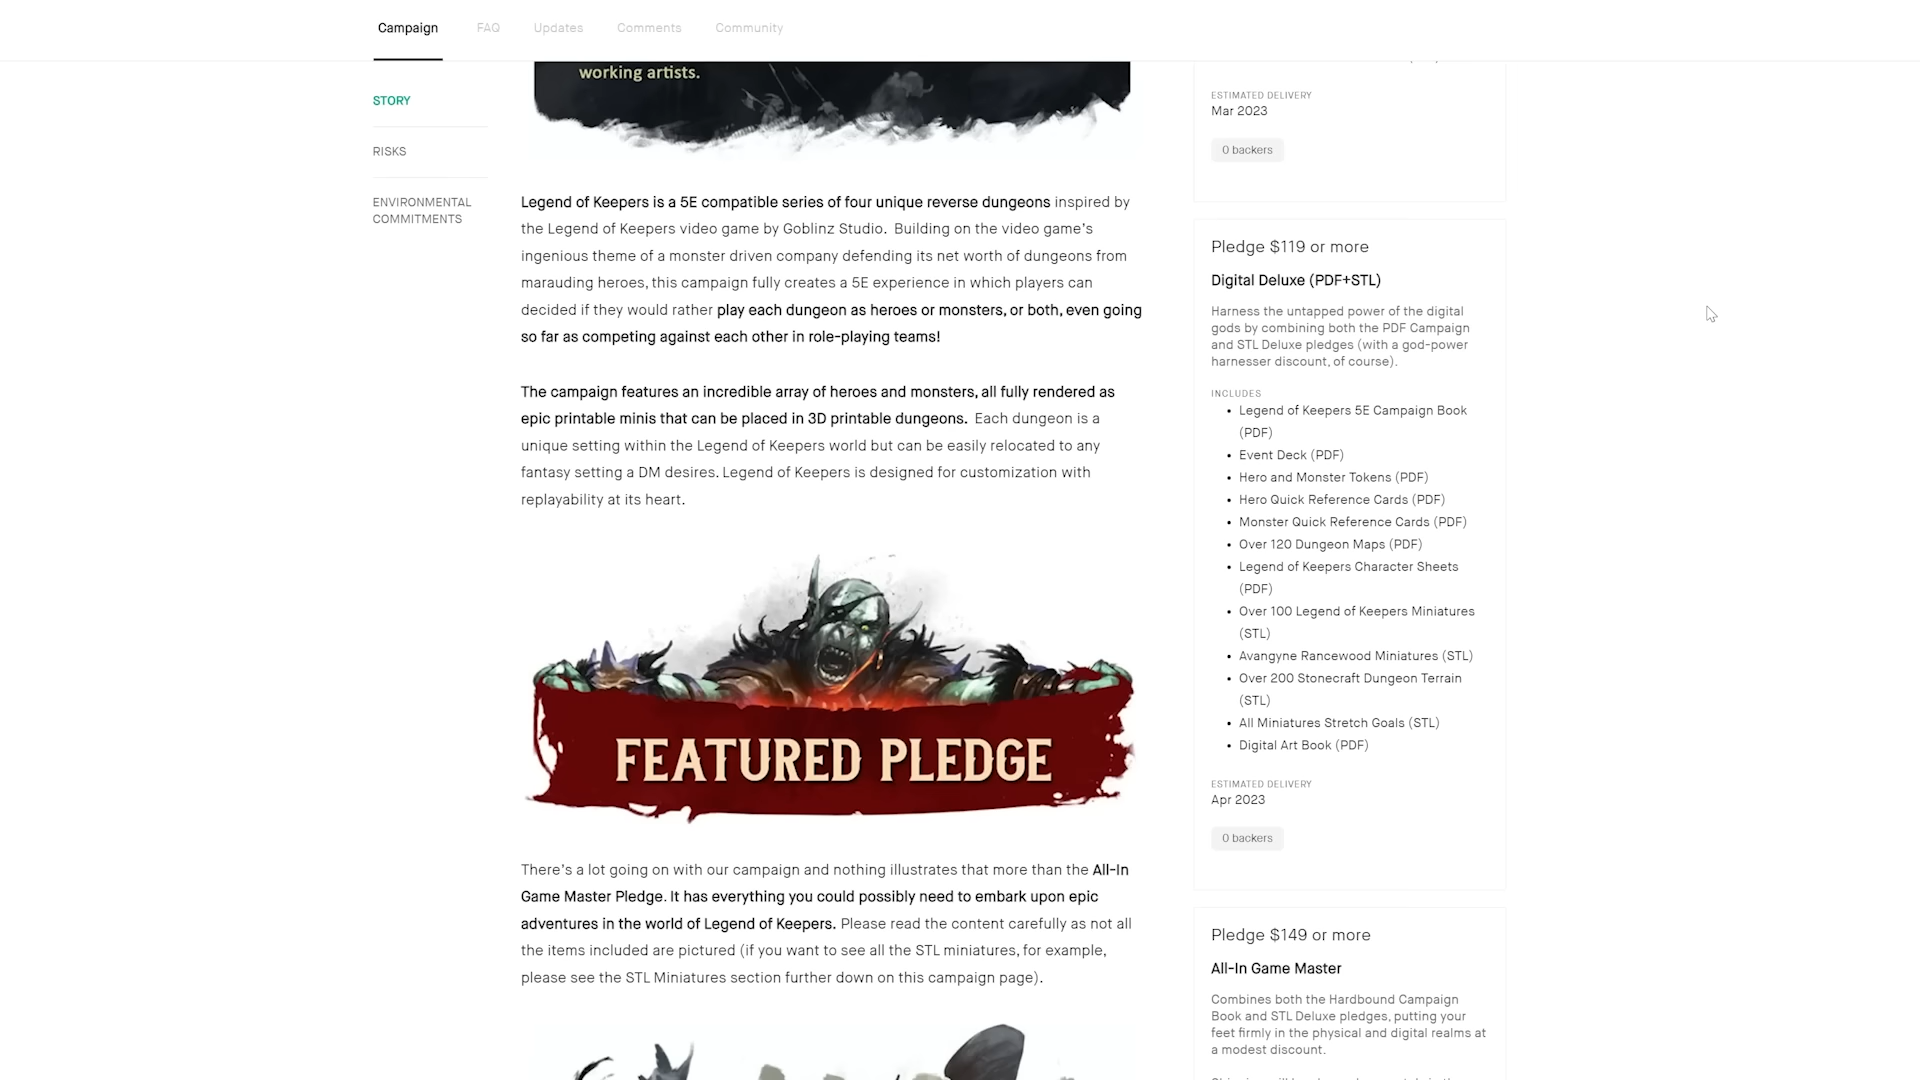 Campaign
FAQ
Updates
Comments
Community
STORY
RISKS
ENVIRONMENTAL
COMMITMENTS
working artists.
Legend of Keepers is a 5E compatible series of four unique reverse dungeons inspired by
the Legend of Keepers video game by Goblinz Studio. Building on the video game's
ingenious theme of a monster driven company defending its net worth of dungeons from
marauding heroes, this campaign fully creates a 5E experience in which players can
decided if they would rather play each dungeon as heroes or monsters, or both, even going
so far as competing against each other in role-playing teams!
The campaign features an incredible array of heroes and monsters, all fully rendered as
epic printable minis that can be placed in 3D printable dungeons. Each dungeon is a
unique setting within the Legend of Keepers world but can be easily relocated to any
fantasy setting a DM desires. Legend of Keepers is designed for customization with
replayability at its heart.
FEATURED PLEDGE
There's a lot going on with our campaign and nothing illustrates that more than the All-In
Game Master Pledge. It has everything you could possibly need to embark upon epic
adventures in the world of Legend of Keepers. Please read the content carefully as not all
the items included are pictured (if you want to see all the STL miniatures, for example,
please see the STL Miniatures section further down on this campaign page).
ESTIMATED DELIVERY
Mar 2023
0 backers
Pledge $119 or more
Digital Deluxe (PDF+STL)
Harness the untapped power of the digital
gods by combining both the PDF Campaign
and STL Deluxe pledges (with a god-power
harnesser discount, of course).
INCLUDES
• Legend of Keepers 5E Campaign Book
(PDF)
• Event Deck (PDF)
• Hero and Monster Tokens (PDF)
• Hero Quick Reference Cards (PDF)
• Monster Quick Reference Cards (PDF)
• Over 120 Dungeon Maps (PDF)
• Legend of Keepers Character Sheets
(PDF)
• Over 100 Legend of Keepers Miniatures
(STL)
• Avangyne Rancewood Miniatures (STL)
• Over 200 Stonecraft Dungeon Terrain
(STL)
• All Miniatures Stretch Goals (STL)
• Digital Art Book (PDF)
ESTIMATED DELIVERY
Apr 2023
0 backers
Pledge $149 or more
All-In Game Master
Combines both the Hardbound Campaign
Book and STL Deluxe pledges, putting your
feet firmly in the physical and digital realms at
a modest discount.